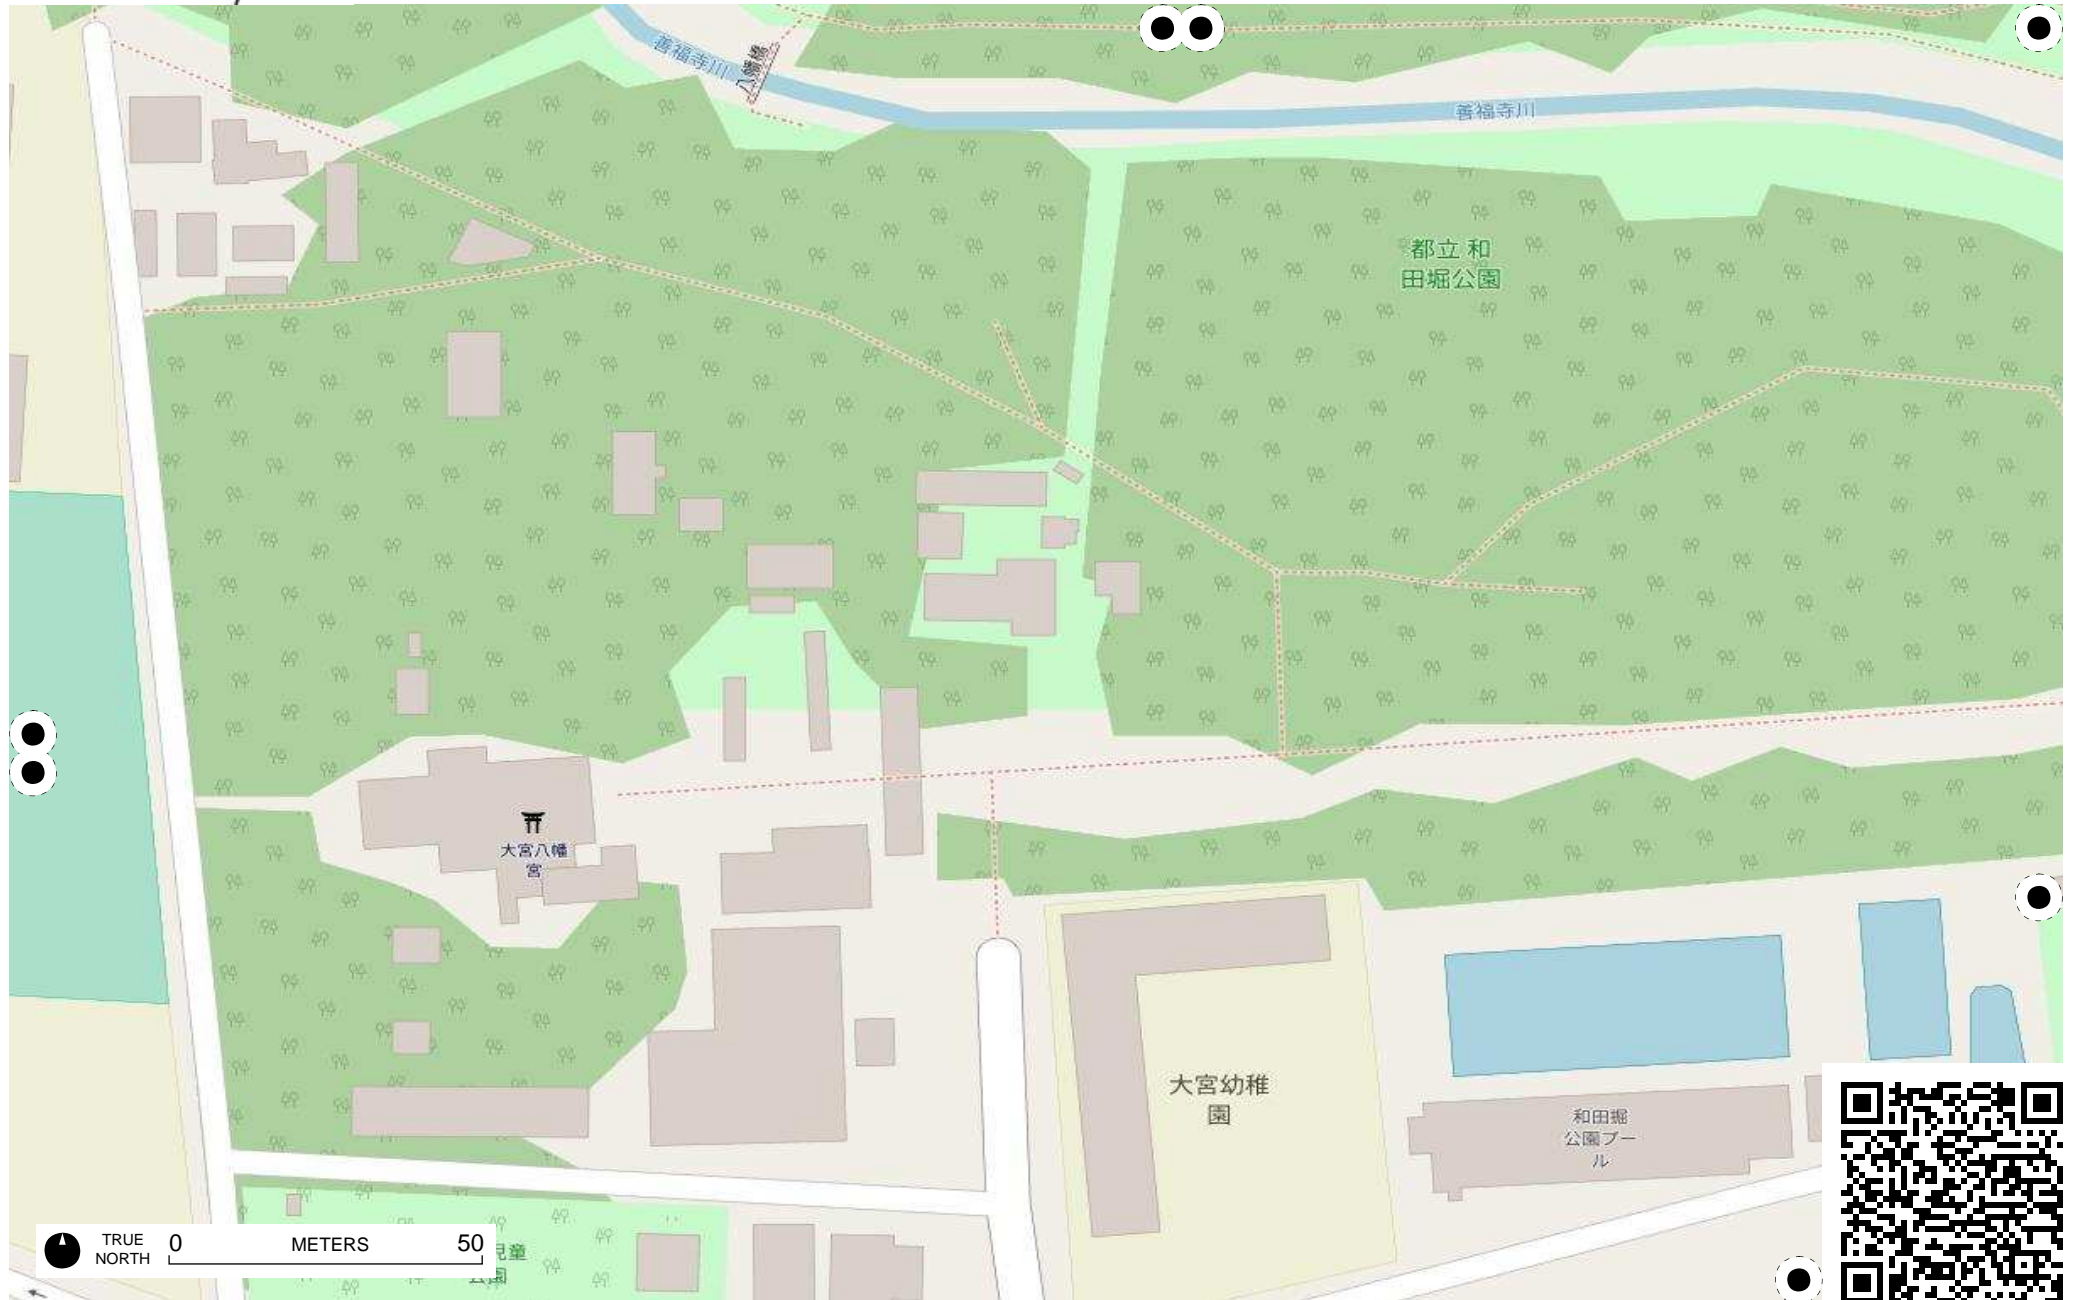 善福寺川
八幡橋
善福寺川
都立 和
田堀公園
大宮八幡
宮
大宮幼稚
園
和田堀
公園プー
ル
TRUE
NORTH
0
METERS
50
児童
公園